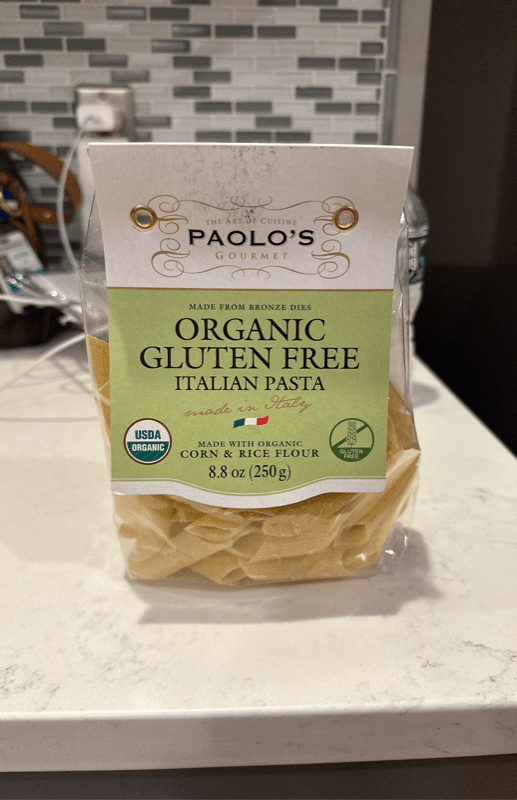 THE ART OF CUISINE
PAOLO'S
GOURMET
MADE FROM BRONZE DIES
ORGANIC
GLUTEN FREE
ITALIAN PASTA
made in Italy
USDA
ORGANIC
MADE WITH ORGANIC
CORN & RICE FLOUR
8.8 oz (250g)
GLUTEN
FREE